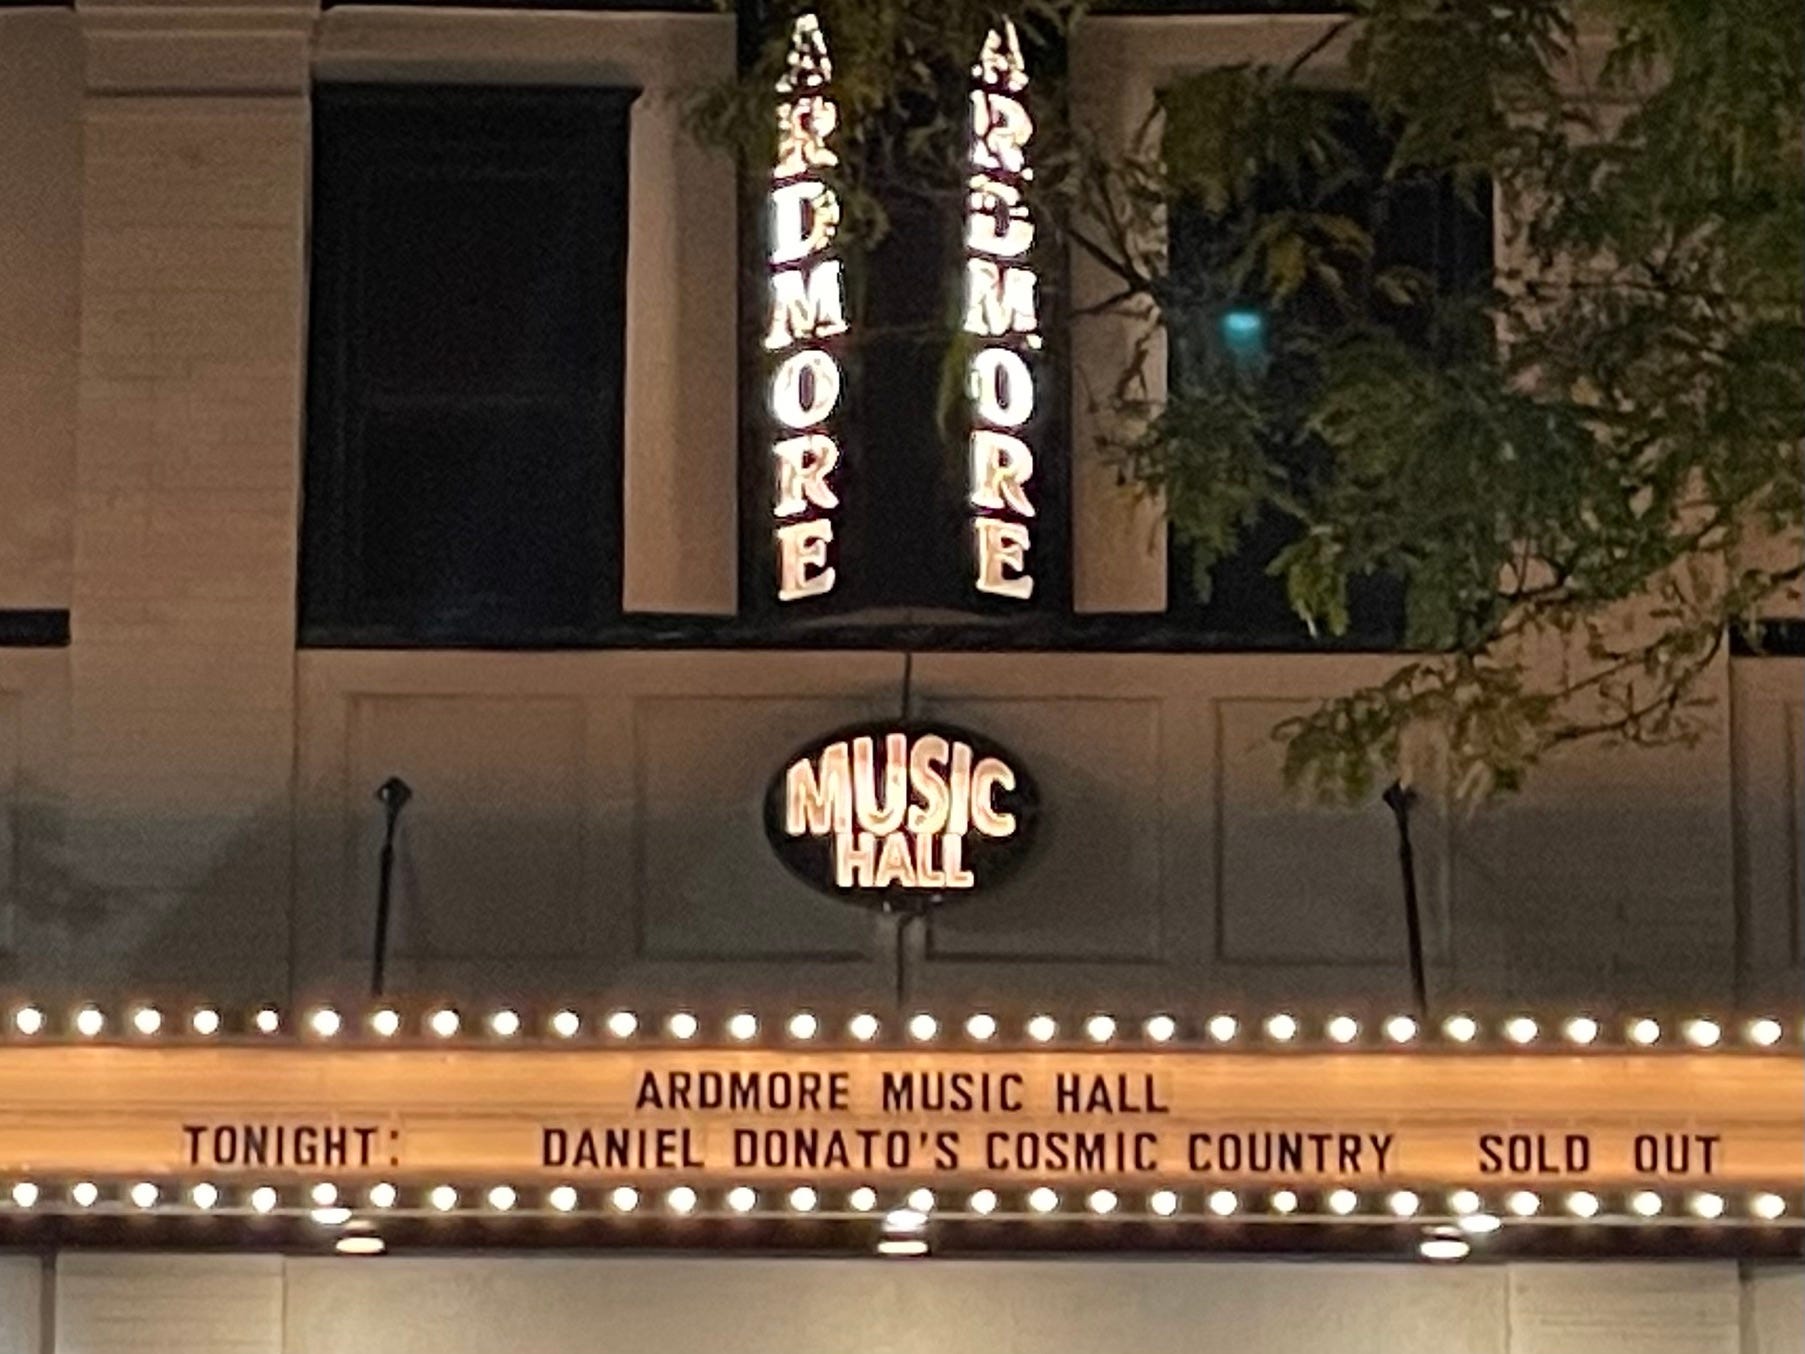 ARDMORE
ARDMORE
MUSIC
HALL
ARDMORE MUSIC HALL
TONIGHT: DANIEL DONATO'S COSMIC COUNTRY SOLD OUT